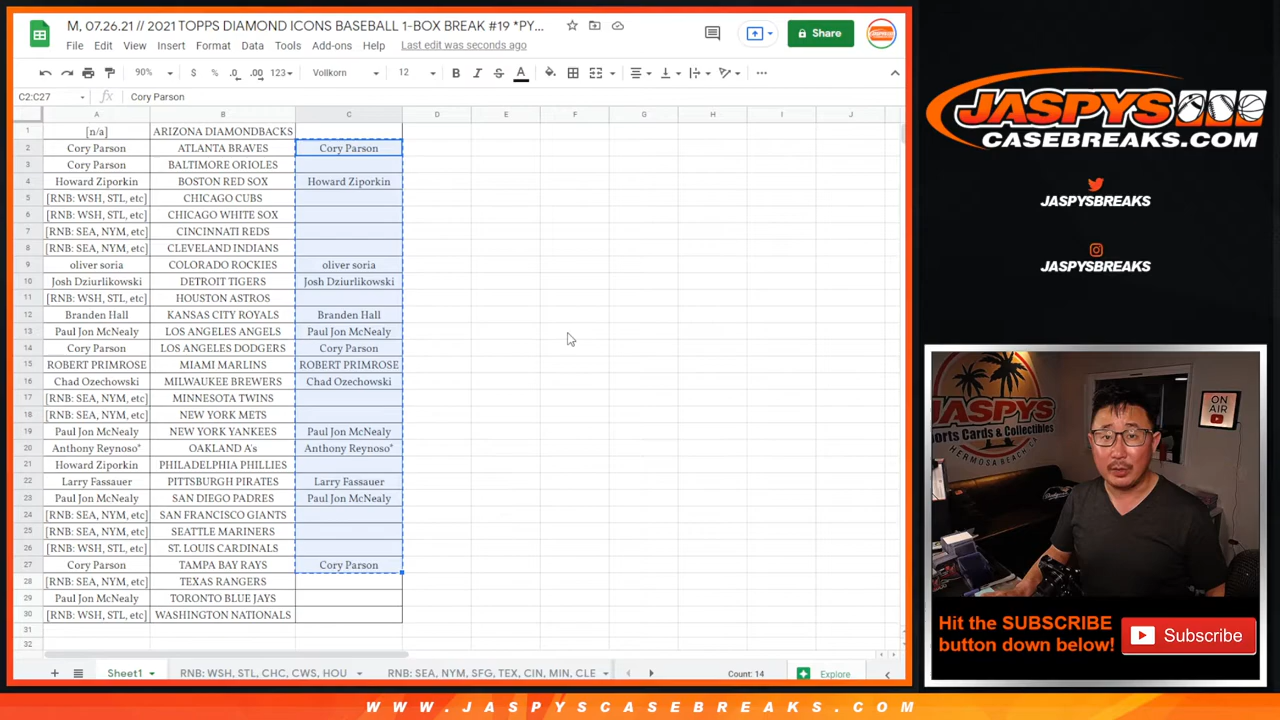 M, 07.26.21 // 2021 TOPPS DIAMOND ICONS BASEBALL 1-BOX BREAK #19 *PY...
Share
File Edit View Insert Format Data Tools Add-ons Help Last edit was seconds ago
90% $ % .0 .00 123 Vollkorn 12 B I S A
C2:C27 fx Cory Parson
A B C D E F G H I J
1 [n/a] ARIZONA DIAMONDBACKS
2 Cory Parson ATLANTA BRAVES Cory Parson
3 Cory Parson BALTIMORE ORIOLES
4 Howard Ziporkin BOSTON RED SOX Howard Ziporkin
5 [RNB: WSH, STL, etc] CHICAGO CUBS
6 [RNB: WSH, STL, etc] CHICAGO WHITE SOX
7 [RNB: SEA, NYM, etc] CINCINNATI REDS
8 [RNB: SEA, NYM, etc] CLEVELAND INDIANS
9 oliver soria COLORADO ROCKIES oliver soria
10 Josh Dziurlikowski DETROIT TIGERS Josh Dziurlikowski
11 [RNB: WSH, STL, etc] HOUSTON ASTROS
12 Branden Hall KANSAS CITY ROYALS Branden Hall
13 Paul Jon McNealy LOS ANGELES ANGELS Paul Jon McNealy
14 Cory Parson LOS ANGELES DODGERS Cory Parson
15 ROBERT PRIMROSE MIAMI MARLINS ROBERT PRIMROSE
16 Chad Ozechowski MILWAUKEE BREWERS Chad Ozechowski
17 [RNB: SEA, NYM, etc] MINNESOTA TWINS
18 [RNB: SEA, NYM, etc] NEW YORK METS
19 Paul Jon McNealy NEW YORK YANKEES Paul Jon McNealy
20 Anthony Reynoso* OAKLAND A's Anthony Reynoso*
21 Howard Ziporkin PHILADELPHIA PHILLIES
22 Larry Fassauer PITTSBURGH PIRATES Larry Fassauer
23 Paul Jon McNealy SAN DIEGO PADRES Paul Jon McNealy
24 [RNB: SEA, NYM, etc] SAN FRANCISCO GIANTS
25 [RNB: SEA, NYM, etc] SEATTLE MARINERS
26 [RNB: WSH, STL, etc] ST. LOUIS CARDINALS
27 Cory Parson TAMPA BAY RAYS Cory Parson
28 [RNB: SEA, NYM, etc] TEXAS RANGERS
29 Paul Jon McNealy TORONTO BLUE JAYS
30 [RNB: WSH, STL, etc] WASHINGTON NATIONALS
31
32
Sheet1 RNB: WSH, STL, CHC, CWS, HOU RNB: SEA, NYM, SFG, TEX, CIN, MIN, CLE Count: 14 Explore
JASPYS
CASEBREAKS.COM
JASPYSBREAKS
JASPYSBREAKS
JASPYS
Sports Cards & Collectibles
HERMOSA BEACH, CA
ON AIR
Hit the SUBSCRIBE
button down below!
Subscribe
WWW.JASPYSCASEBREAKS.COM